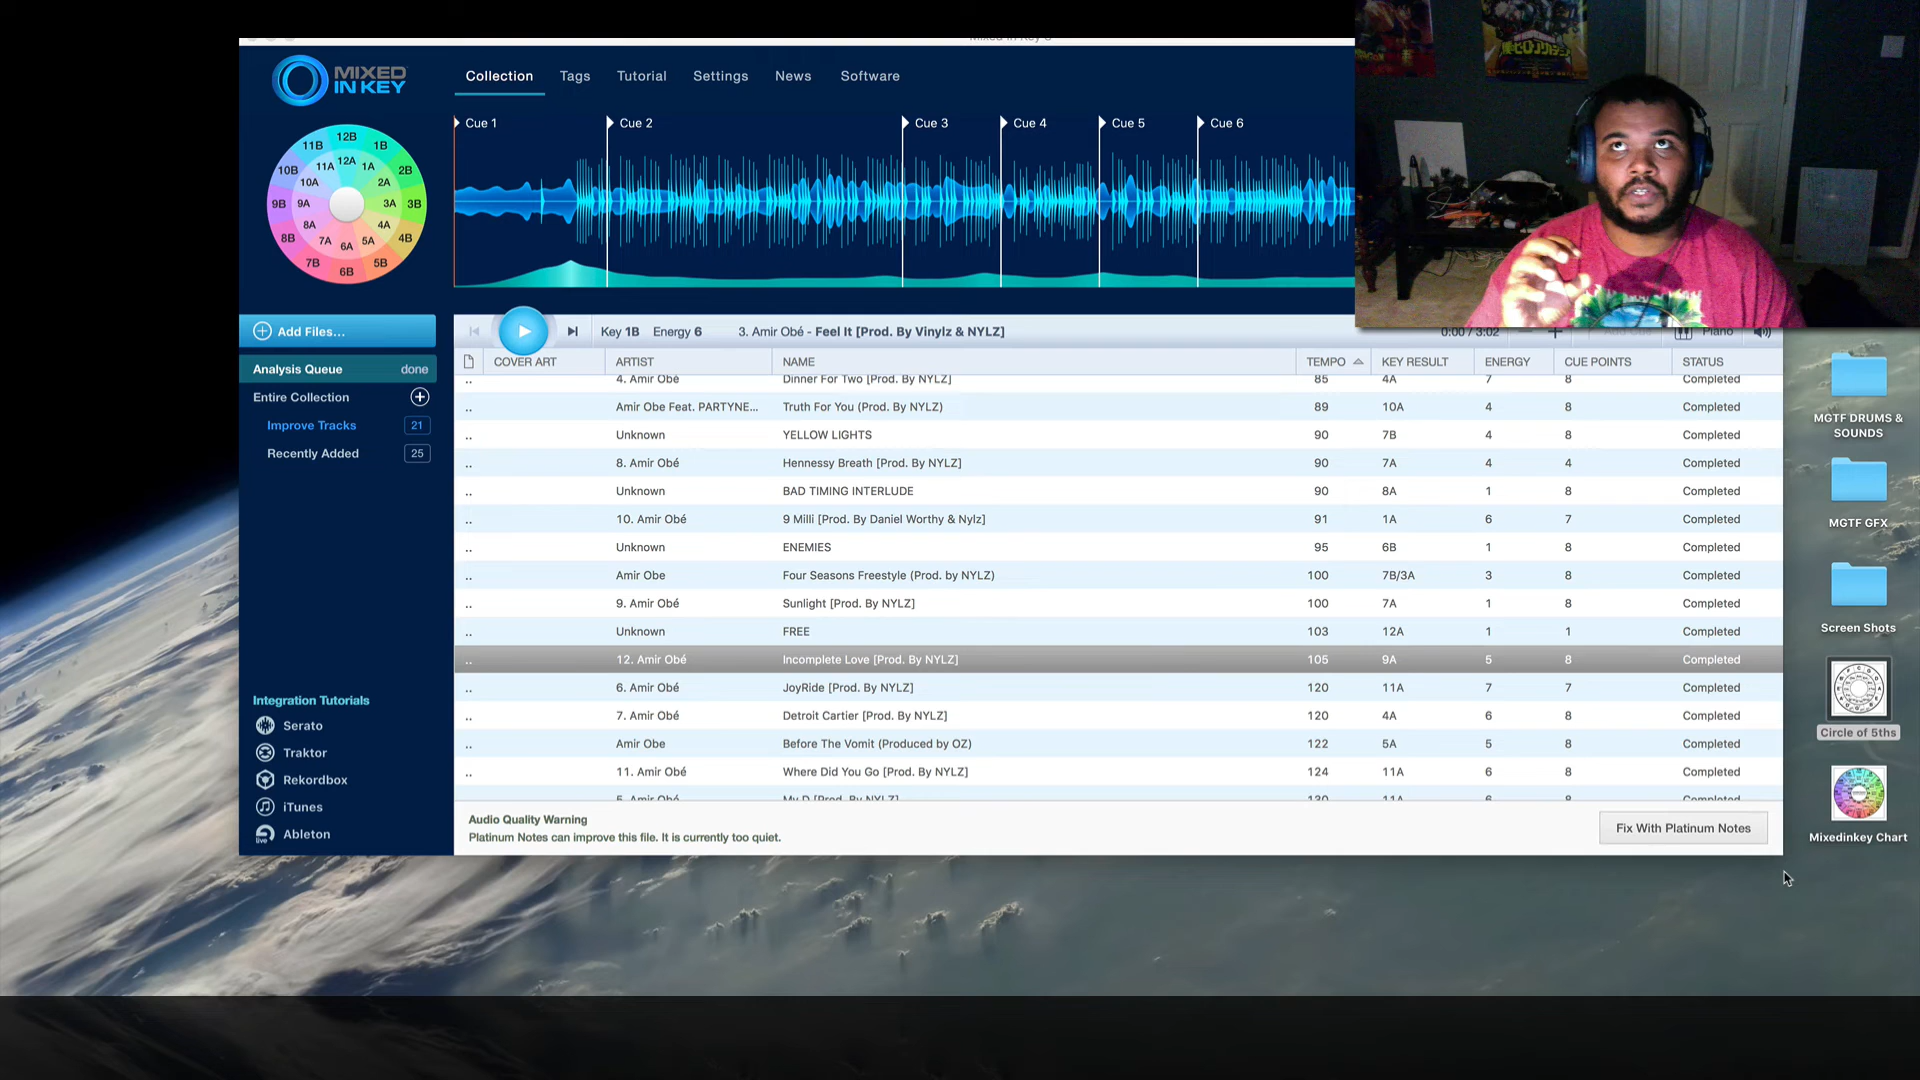 MIXED IN KEY
Collection Tags Tutorial Settings News Software
Cue 1 Cue 2 Cue 3 Cue 4 Cue 5 Cue 6
12B
11B 1B
12A
11A 1A
10B 2B
10A 2A
9B 9A 3A 3B
8A 4A
8B 4B
7A 6A 5A
7B 5B
6B
Add Files...
Key 1B Energy 6 3. Amir Obé - Feel It [Prod. By Vinylz & NYLZ] 0:00 / 3:02 Piano
Analysis Queue done
Entire Collection
Improve Tracks 21
Recently Added 25
COVER ART ARTIST NAME TEMPO KEY RESULT ENERGY CUE POINTS STATUS
.. 4. Amir Obé Dinner For Two [Prod. By NYLZ] 85 4A 7 8 Completed
.. Amir Obe Feat. PARTYNE... Truth For You (Prod. By NYLZ) 89 10A 4 8 Completed
.. Unknown YELLOW LIGHTS 90 7B 4 8 Completed
.. 8. Amir Obé Hennessy Breath [Prod. By NYLZ] 90 7A 4 4 Completed
.. Unknown BAD TIMING INTERLUDE 90 8A 1 8 Completed
.. 10. Amir Obé 9 Milli [Prod. By Daniel Worthy & Nylz] 91 1A 6 7 Completed
.. Unknown ENEMIES 95 6B 1 8 Completed
.. Amir Obe Four Seasons Freestyle (Prod. by NYLZ) 100 7B/3A 3 8 Completed
.. 9. Amir Obé Sunlight [Prod. By NYLZ] 100 7A 1 8 Completed
.. Unknown FREE 103 12A 1 1 Completed
.. 12. Amir Obé Incomplete Love [Prod. By NYLZ] 105 9A 5 8 Completed
.. 6. Amir Obé JoyRide [Prod. By NYLZ] 120 11A 7 7 Completed
.. 7. Amir Obé Detroit Cartier [Prod. By NYLZ] 120 4A 6 8 Completed
.. Amir Obe Before The Vomit (Produced by OZ) 122 5A 5 8 Completed
.. 11. Amir Obé Where Did You Go [Prod. By NYLZ] 124 11A 6 8 Completed
5. Amir Obé My D [Prod. By NYLZ] 130 11A 6 8 Completed
Integration Tutorials
Serato
Traktor
Rekordbox
iTunes
Ableton
Audio Quality Warning
Platinum Notes can improve this file. It is currently too quiet.
Fix With Platinum Notes
MGTF DRUMS &
SOUNDS
MGTF GFX
Screen Shots
Circle of 5ths
Mixedinkey Chart